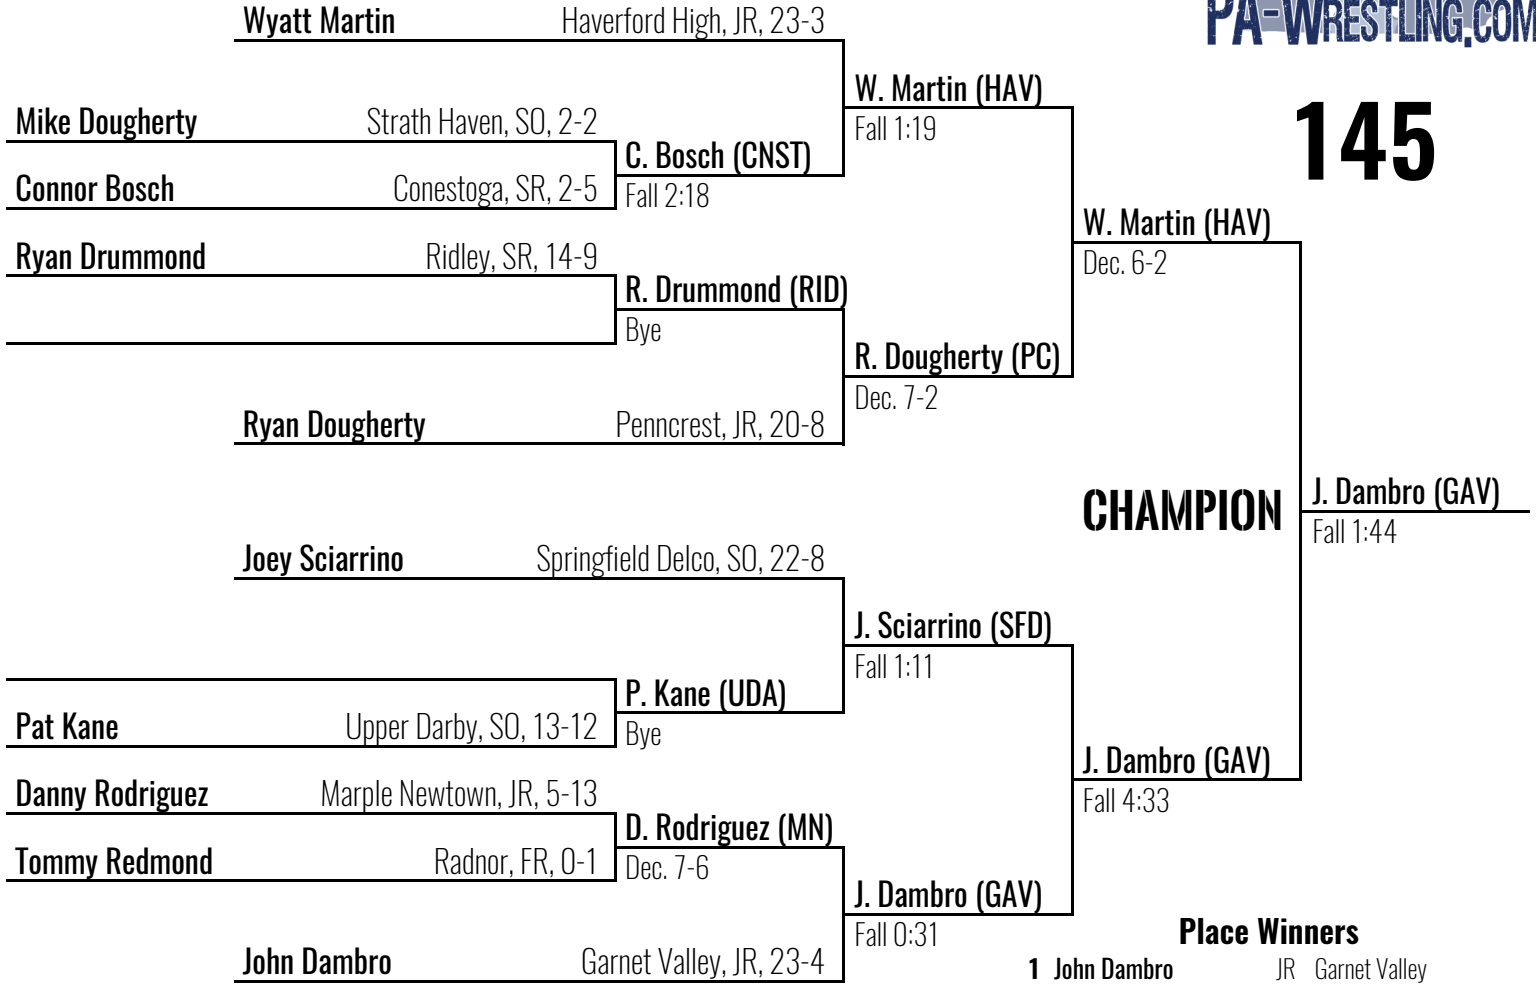 PA-WRESTLING.COM
145
Wyatt Martin Haverford High, JR, 23-3
W. Martin (HAV)
Fall 1:19
Mike Dougherty Strath Haven, SO, 2-2
C. Bosch (CNST)
Fall 2:18
Connor Bosch Conestoga, SR, 2-5
W. Martin (HAV)
Dec. 6-2
Ryan Drummond Ridley, SR, 14-9
R. Drummond (RID)
Bye
R. Dougherty (PC)
Dec. 7-2
Ryan Dougherty Penncrest, JR, 20-8
CHAMPION
J. Dambro (GAV)
Fall 1:44
Joey Sciarrino Springfield Delco, SO, 22-8
J. Sciarrino (SFD)
Fall 1:11
P. Kane (UDA)
Bye
Pat Kane Upper Darby, SO, 13-12
J. Dambro (GAV)
Fall 4:33
Danny Rodriguez Marple Newtown, JR, 5-13
D. Rodriguez (MN)
Dec. 7-6
Tommy Redmond Radnor, FR, 0-1
J. Dambro (GAV)
Fall 0:31
John Dambro Garnet Valley, JR, 23-4
Place Winners
1 John Dambro JR Garnet Valley